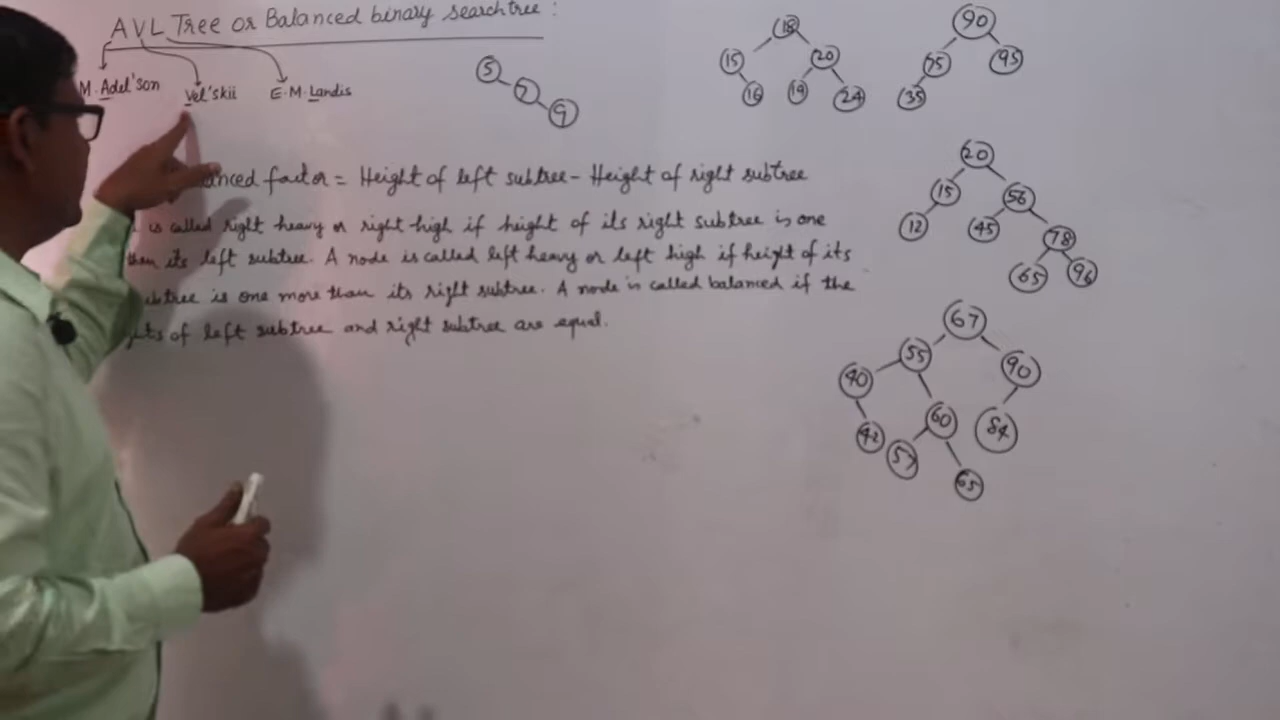 AVL Tree or Balanced binary search tree :
M. Adel'son Vel'skii E.M. Landis
5
7
9
anced factor = Height of left subtree - Height of right subtree
is called right heavy or right high if height of its right subtree is one
than its left subtree. A node is called left heavy or left high if height of its
btree is one more than its right subtree. A node is called balanced if the
ghts of left subtree and right subtree are equal.
18
15 20
16 19 24
90
75 95
35
20
15 56
12 45 78
65 96
67
55 90
40 60 84
42 57 65